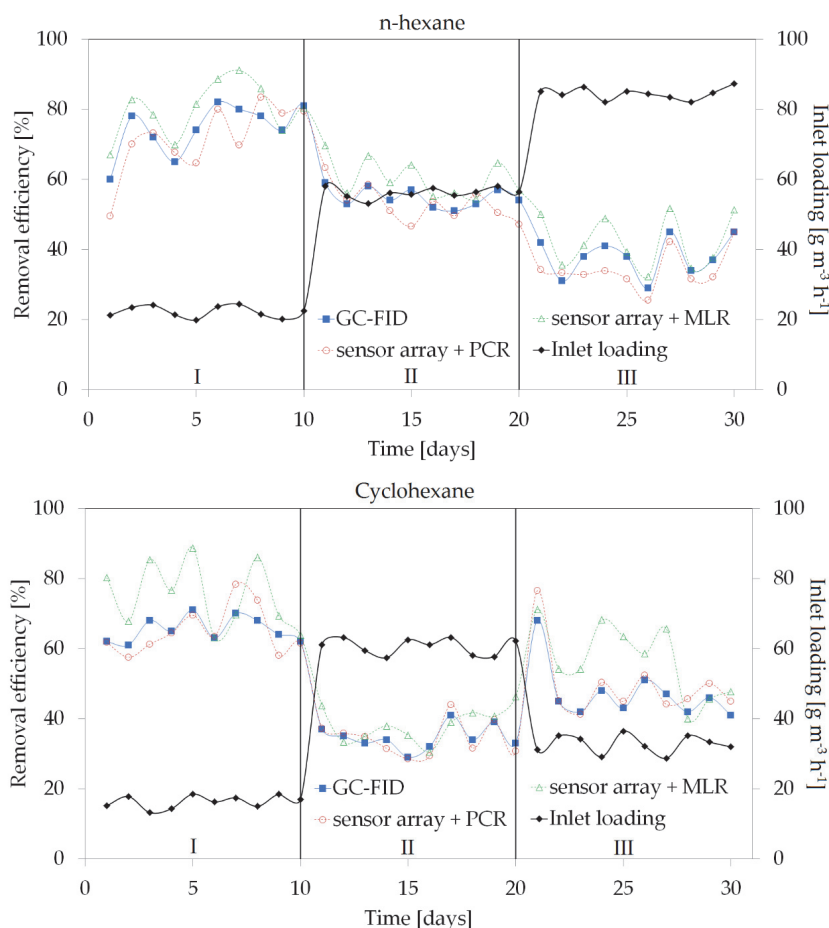 n-hexane
100
80
60
40
20
0
Removal efficiency [%]
100
80
60
40
20
0
Inlet loading [g m⁻³ h⁻¹]
GC-FID
sensor array + MLR
sensor array + PCR
Inlet loading
I
II
III
0 5 10 15 20 25 30
Time [days]
Cyclohexane
100
80
60
40
20
0
Removal efficiency [%]
100
80
60
40
20
0
Inlet loading [g m⁻³ h⁻¹]
GC-FID
sensor array + MLR
sensor array + PCR
Inlet loading
I
II
III
0 5 10 15 20 25 30
Time [days]